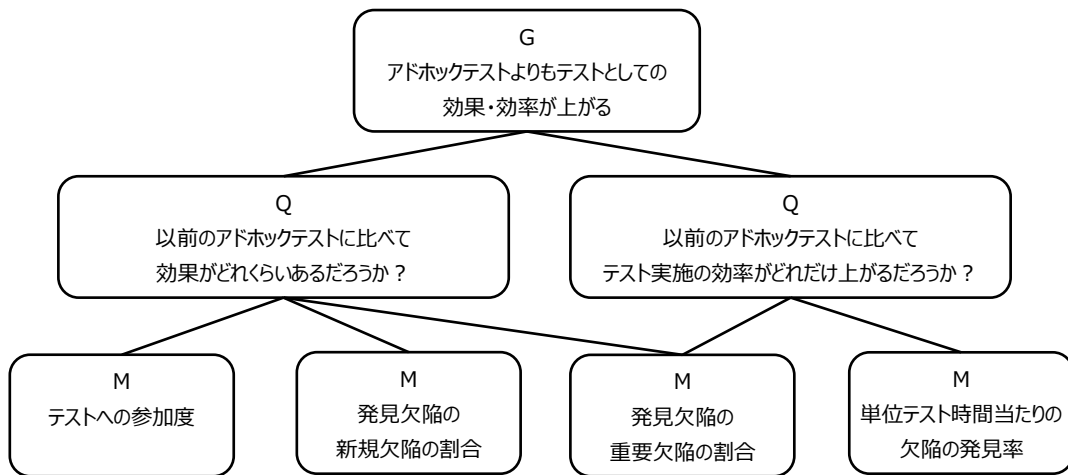 G
アドホックテストよりもテストとしての
効果・効率が上がる
Q
以前のアドホックテストに比べて
効果がどれくらいあるだろうか？
Q
以前のアドホックテストに比べて
テスト実施の効率がどれだけ上がるだろうか？
M
テストへの参加度
M
発見欠陥の
新規欠陥の割合
M
発見欠陥の
重要欠陥の割合
M
単位テスト時間当たりの
欠陥の発見率